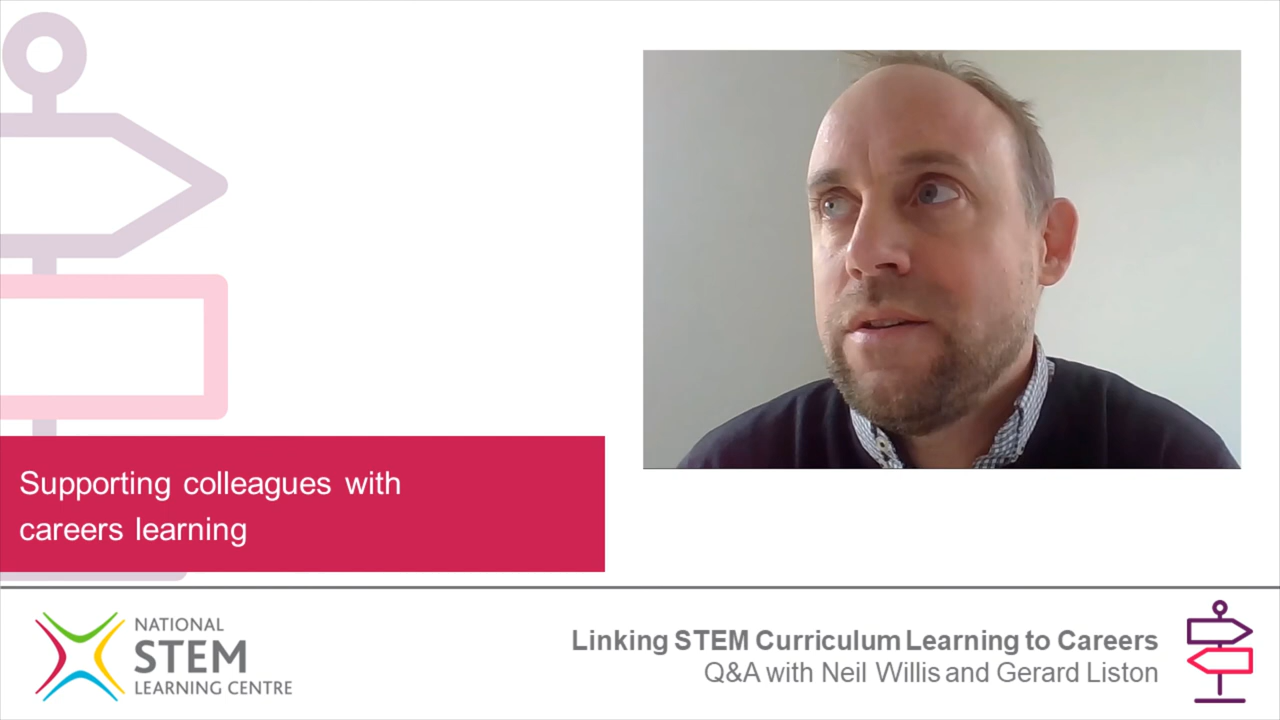 Supporting colleagues with
careers learning
NATIONAL
STEM
LEARNING CENTRE
Linking STEM Curriculum Learning to Careers
Q&A with Neil Willis and Gerard Liston